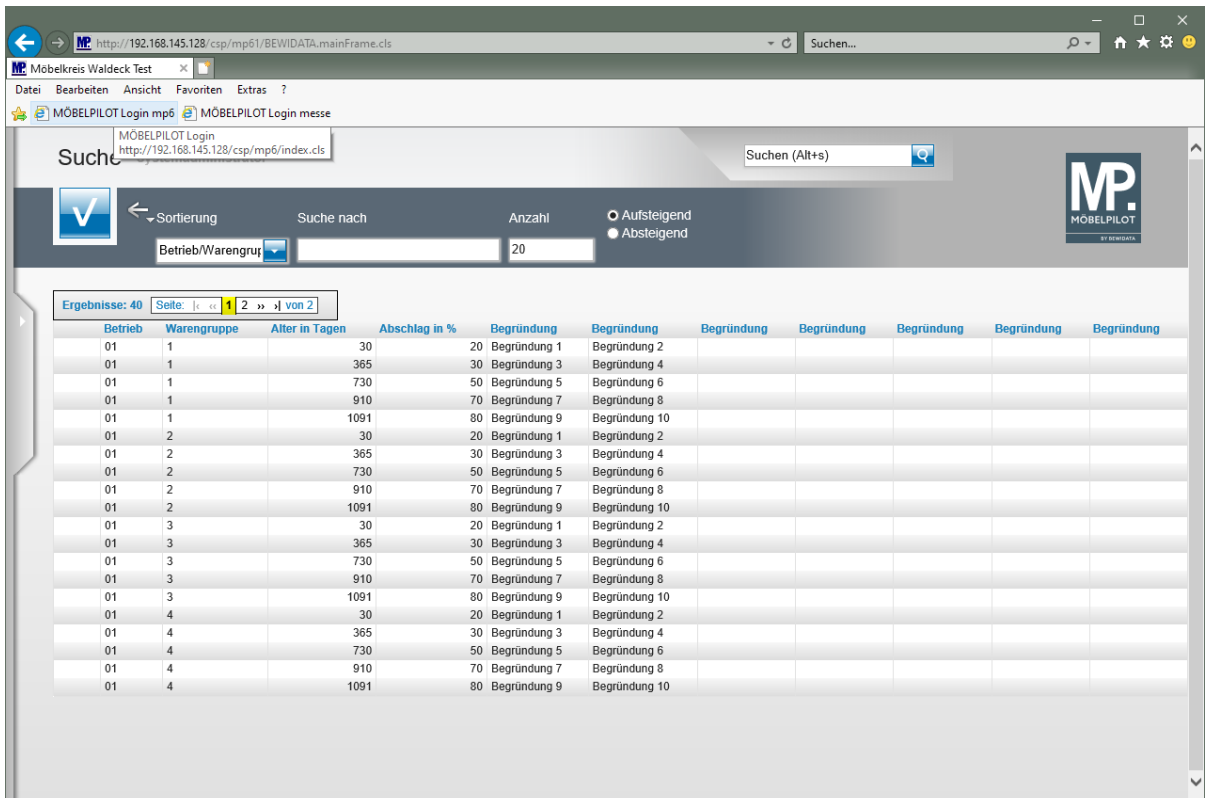 http://192.168.145.128/csp/mp61/BEWIDATA.mainFrame.cls Suchen...
MP. Möbelkreis Waldeck Test
Datei Bearbeiten Ansicht Favoriten Extras ?
MÖBELPILOT Login mp6 MÖBELPILOT Login messe
MÖBELPILOT Login
http://192.168.145.128/csp/mp6/index.cls
Suche
Suchen (Alt+s)
MP.
MÖBELPILOT
BY BEWIDATA
Sortierung Suche nach Anzahl Aufsteigend
Absteigend
Betrieb/Warengrup 20
Ergebnisse: 40 Seite: |‹ ‹‹ 1 2 ›› ›| von 2
Betrieb Warengruppe Alter in Tagen Abschlag in % Begründung Begründung Begründung Begründung Begründung Begründung Begründung
01 1 30 20 Begründung 1 Begründung 2
01 1 365 30 Begründung 3 Begründung 4
01 1 730 50 Begründung 5 Begründung 6
01 1 910 70 Begründung 7 Begründung 8
01 1 1091 80 Begründung 9 Begründung 10
01 2 30 20 Begründung 1 Begründung 2
01 2 365 30 Begründung 3 Begründung 4
01 2 730 50 Begründung 5 Begründung 6
01 2 910 70 Begründung 7 Begründung 8
01 2 1091 80 Begründung 9 Begründung 10
01 3 30 20 Begründung 1 Begründung 2
01 3 365 30 Begründung 3 Begründung 4
01 3 730 50 Begründung 5 Begründung 6
01 3 910 70 Begründung 7 Begründung 8
01 3 1091 80 Begründung 9 Begründung 10
01 4 30 20 Begründung 1 Begründung 2
01 4 365 30 Begründung 3 Begründung 4
01 4 730 50 Begründung 5 Begründung 6
01 4 910 70 Begründung 7 Begründung 8
01 4 1091 80 Begründung 9 Begründung 10